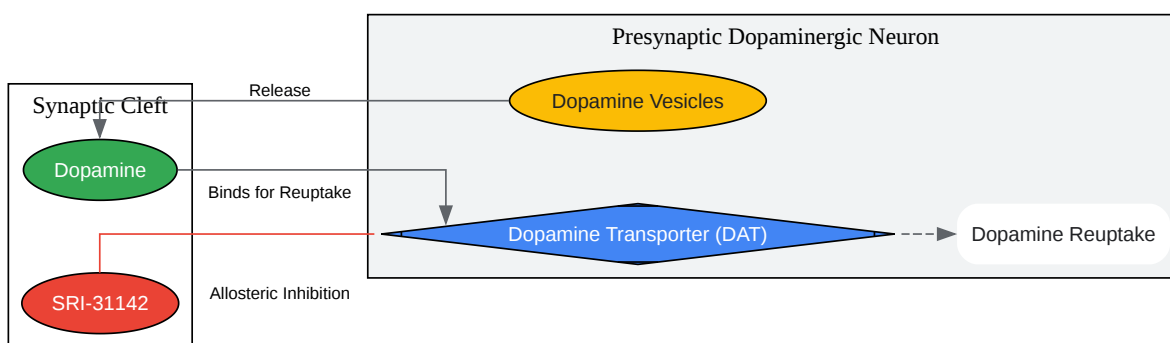 Presynaptic Dopaminergic Neuron
Synaptic Cleft
Release
Dopamine Vesicles
Dopamine
Binds for Reuptake
Dopamine Transporter (DAT)
Dopamine Reuptake
SRI-31142
Allosteric Inhibition